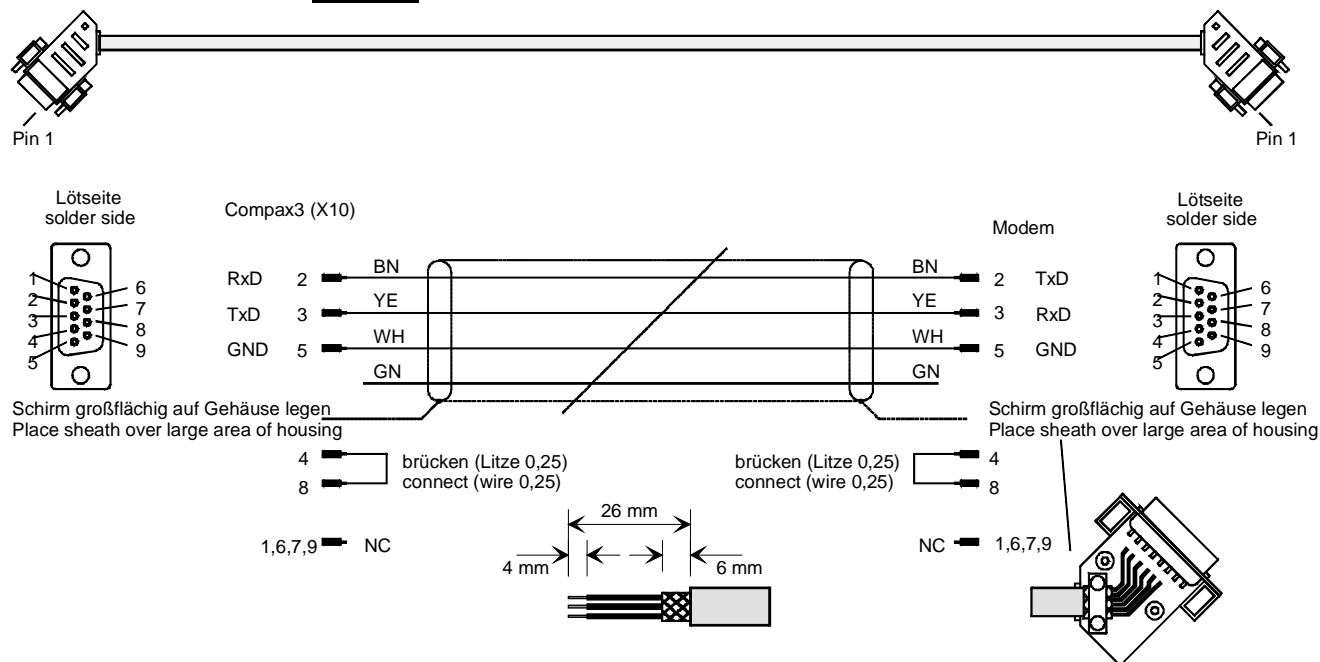 Pin 1
Pin 1
Lötseite
solder side
Compax3 (X10)
Modem
Lötseite
solder side
1
2
3
4
5
6
7
8
9
RxD 2 BN BN 2 TxD
TxD 3 YE YE 3 RxD
GND 5 WH WH 5 GND
GN GN
1
2
3
4
5
6
7
8
9
Schirm großflächig auf Gehäuse legen
Place sheath over large area of housing
Schirm großflächig auf Gehäuse legen
Place sheath over large area of housing
4
8
brücken (Litze 0,25)
connect (wire 0,25)
brücken (Litze 0,25)
connect (wire 0,25)
4
8
1,6,7,9 NC
26 mm
4 mm
6 mm
NC 1,6,7,9